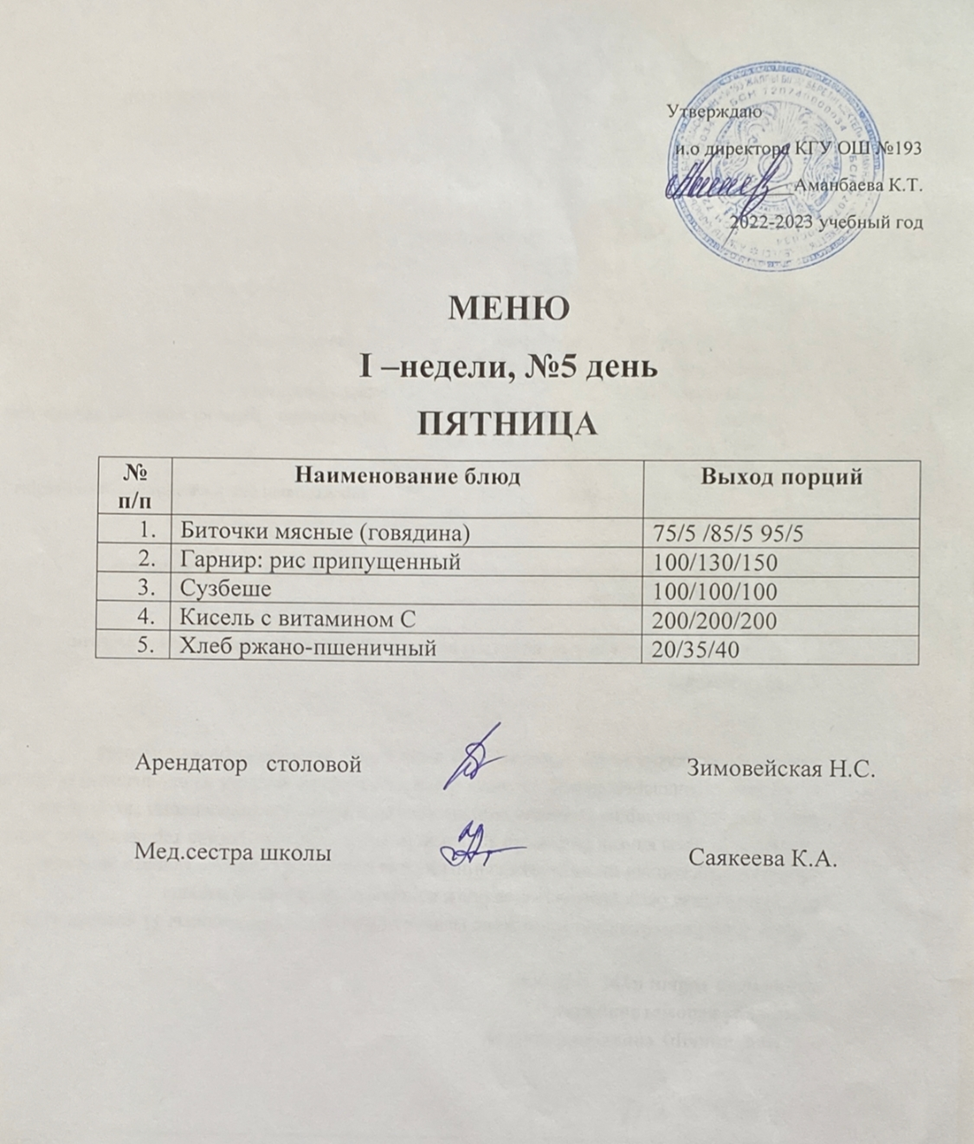 Утверждаю
и.о директора КГУ ОШ №193
Аманбаева К.Т.
2022-2023 учебный год
МЕНЮ
I –недели, №5 день
ПЯТНИЦА
№ п/п Наименование блюд Выход порций
1. Биточки мясные (говядина) 75/5 /85/5 95/5
2. Гарнир: рис припущенный 100/130/150
3. Сузбеше 100/100/100
4. Кисель с витамином С 200/200/200
5. Хлеб ржано-пшеничный 20/35/40
Арендатор столовой Зимовейская Н.С.
Мед.сестра школы Саякеева К.А.